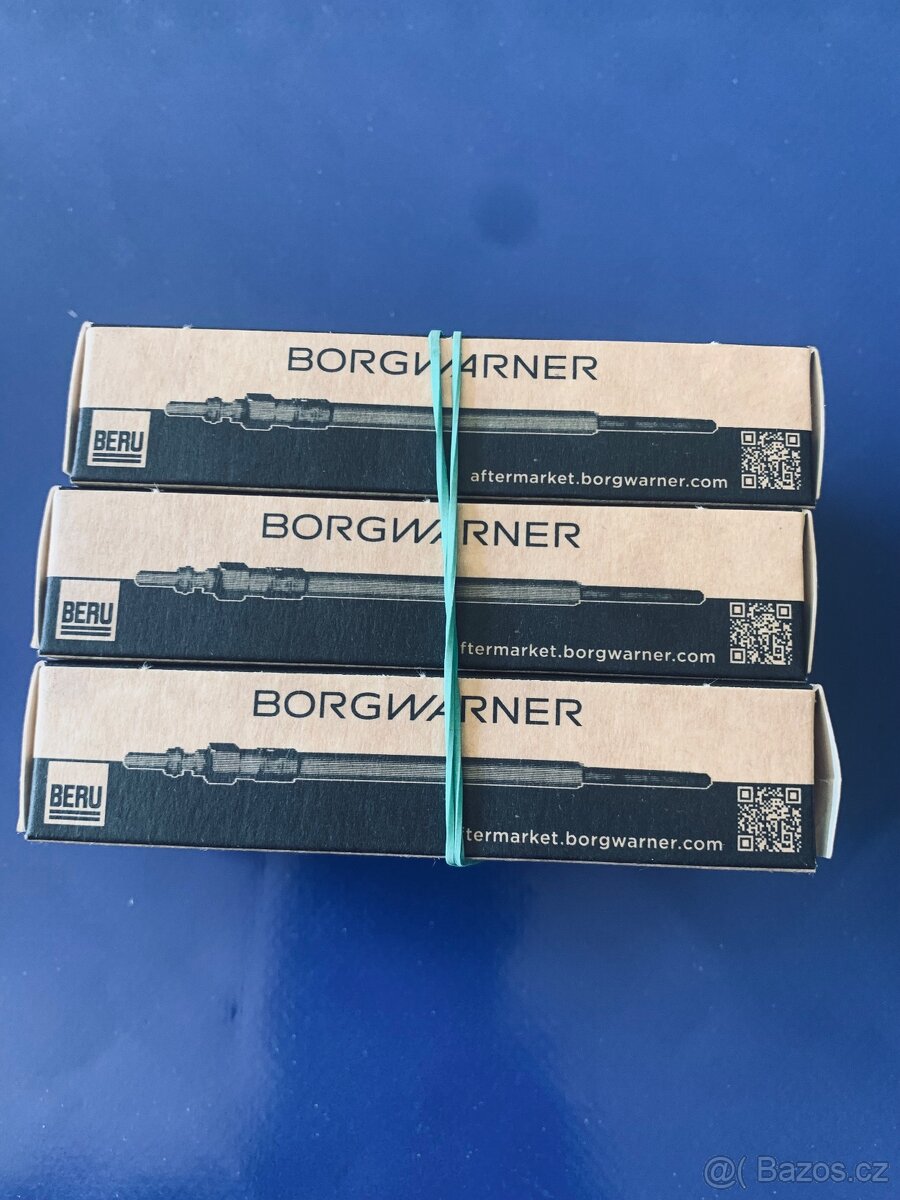 BORGWARNER
BERU
aftermarket.borgwarner.com
BORGWARNER
BERU
ftermarket.borgwarner.com
BORGWARNER
BERU
ftermarket.borgwarner.com
@( Bazos.cz